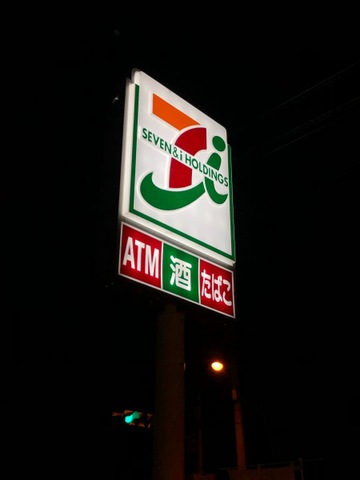 SEVEN&i HOLDINGS
ATM 酒 たばこ